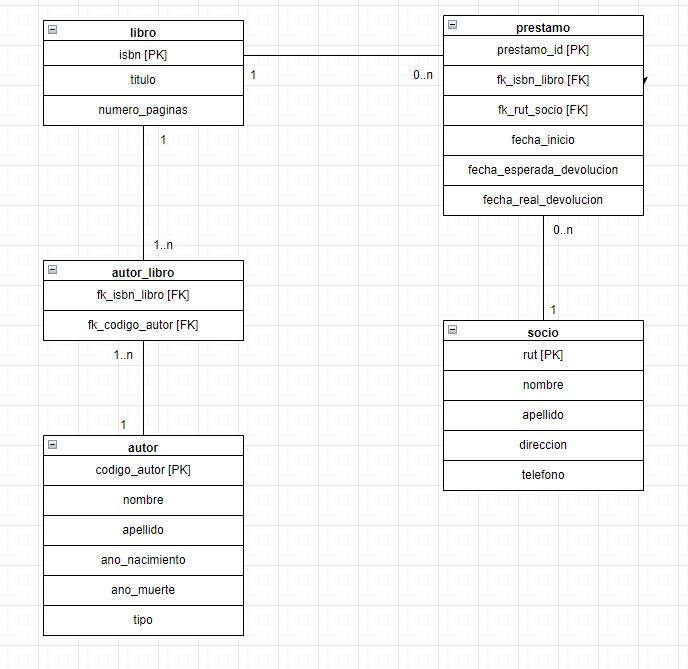 libro
isbn [PK]
titulo
numero_paginas
1
0..n
prestamo
prestamo_id [PK]
fk_isbn_libro [FK]
fk_rut_socio [FK]
fecha_inicio
fecha_esperada_devolucion
fecha_real_devolucion
1
1..n
autor_libro
fk_isbn_libro [FK]
fk_codigo_autor [FK]
1..n
1
autor
codigo_autor [PK]
nombre
apellido
ano_nacimiento
ano_muerte
tipo
0..n
1
socio
rut [PK]
nombre
apellido
direccion
telefono